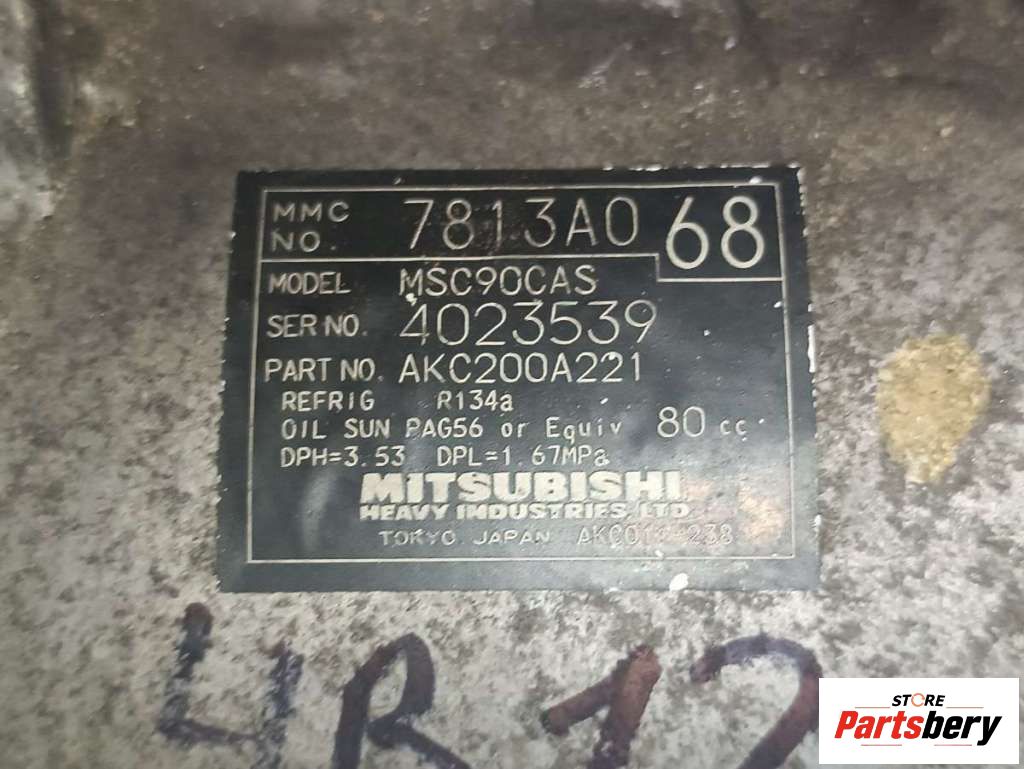 MMC NO. 7813A0 68
MODEL MSC90CAS
SER NO. 4023539
PART NO. AKC200A221
REFRIG R134a
OIL SUN PAG56 or Equiv 80 cc
DPH=3.53 DPL=1.67MPa
MITSUBISHI
HEAVY INDUSTRIES, LTD.
TOKYO JAPAN
4R12
STORE
Partsbery